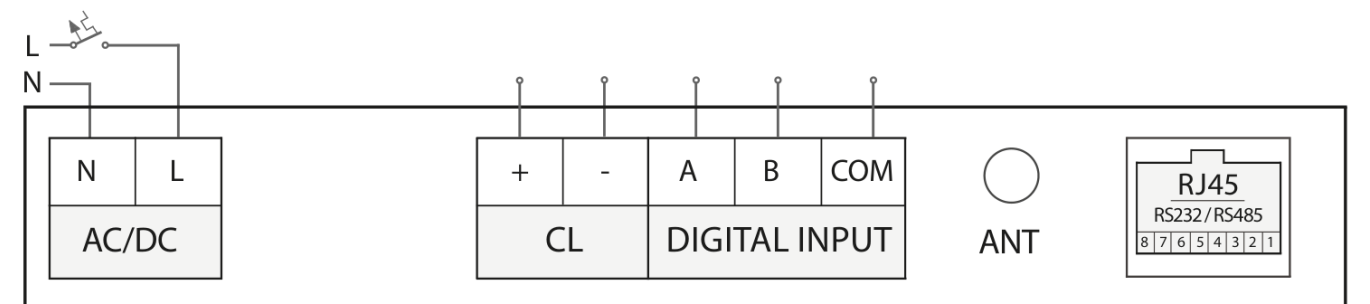 L
N
N L
AC/DC
+ - A B COM
CL DIGITAL INPUT
ANT
RJ45
RS232/RS485
8 7 6 5 4 3 2 1